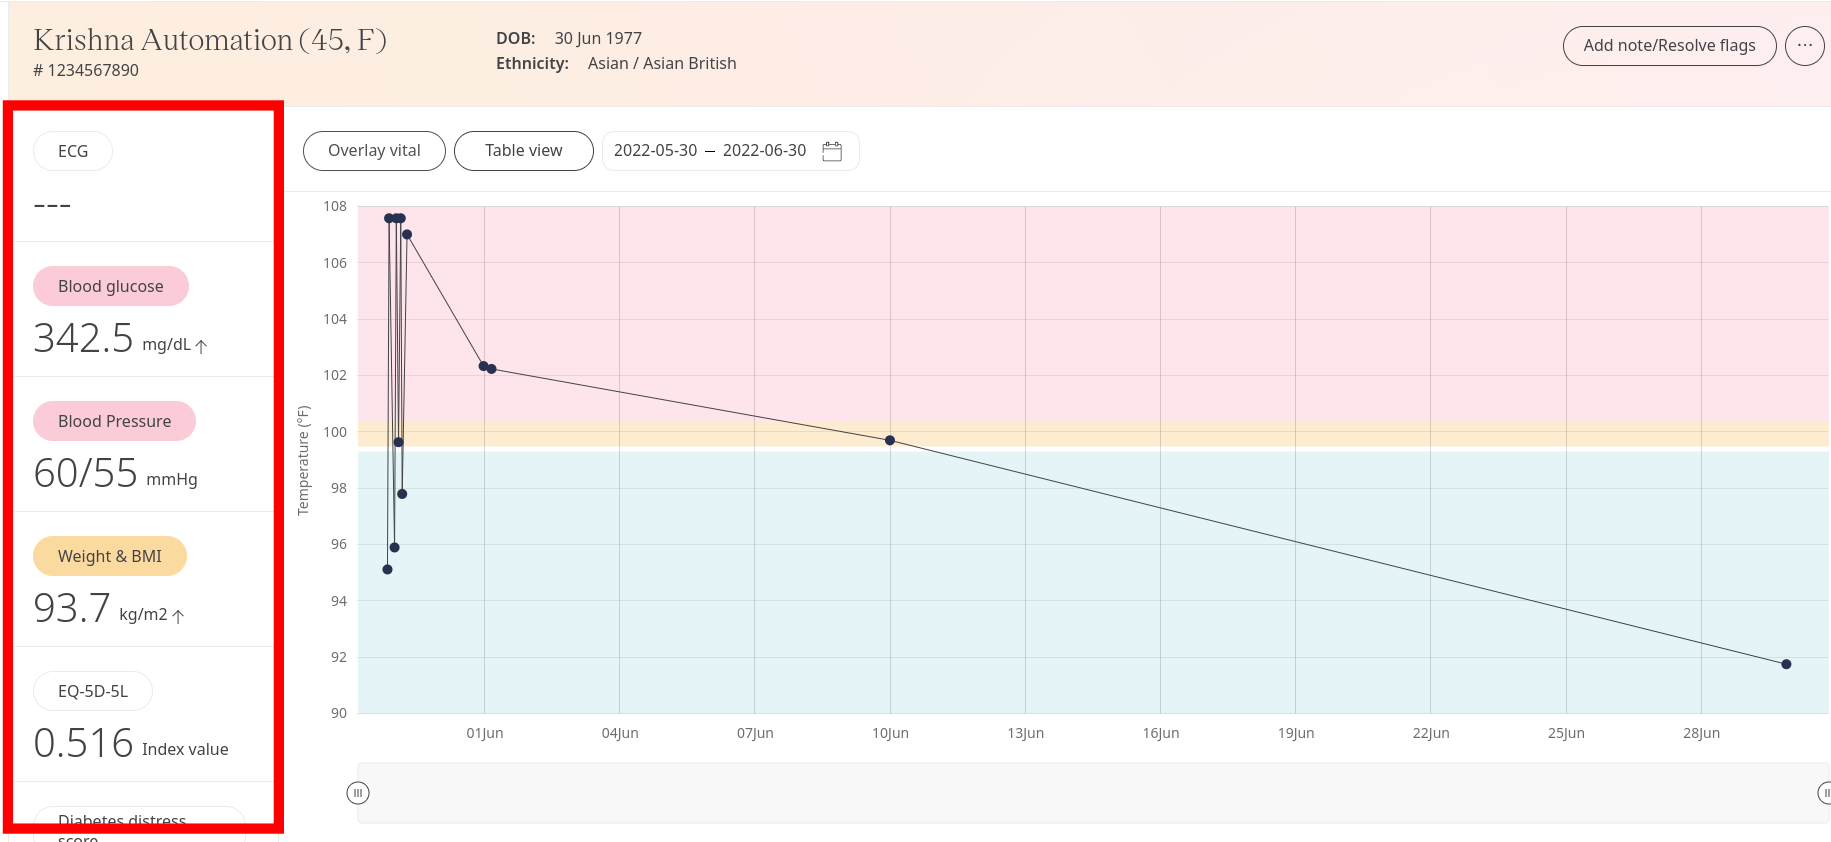 Krishna Automation (45, F)
# 1234567890
DOB: 30 Jun 1977
Ethnicity: Asian / Asian British
Add note/Resolve flags
...
ECG
---
Blood glucose
342.5 mg/dL ↑
Blood Pressure
60/55 mmHg
Weight & BMI
93.7 kg/m2 ↑
EQ-5D-5L
0.516 Index value
Diabetes distress
score
Overlay vital
Table view
2022-05-30 – 2022-06-30
Temperature (°F)
108
106
104
102
100
98
96
94
92
90
01Jun 04Jun 07Jun 10Jun 13Jun 16Jun 19Jun 22Jun 25Jun 28Jun